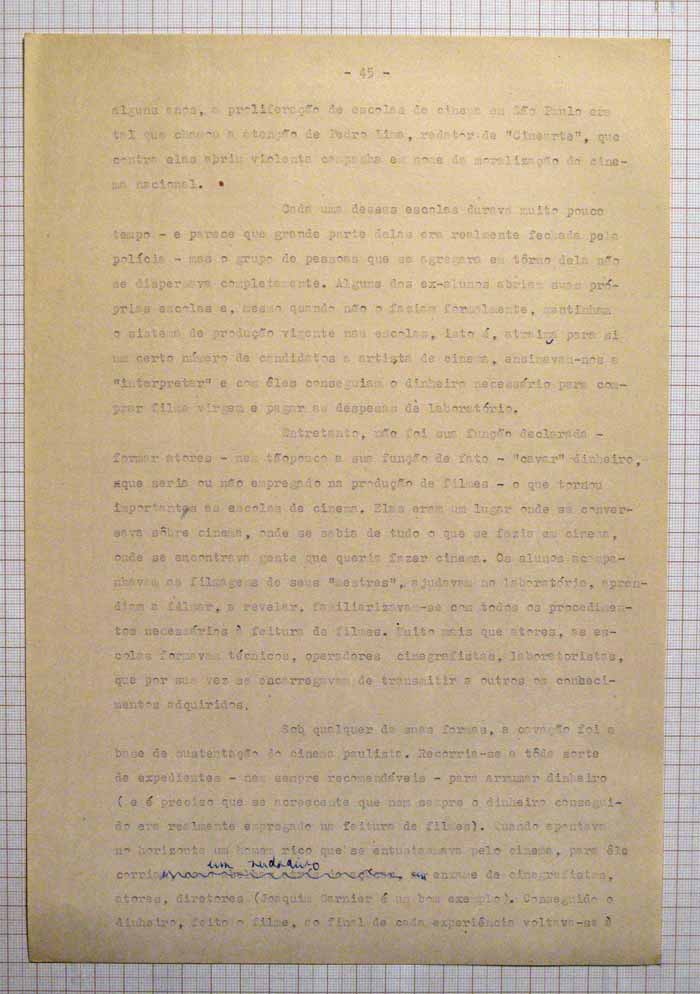 - 45 -
alguns anos, a proliferação de escolas de cinema em São Paulo era
tal que chamou a atenção de Pedro Lima, redator de "Cinearte", que
contra elas abriu violenta campanha em nome da moralização do cine-
ma nacional.
Cada uma dessas escolas durava muito pouco
tempo - e parece que grande parte delas era realmente fechada pela
polícia - mas o grupo de pessoas que se agregara em tôrno dela não
se dispersava completamente. Alguns dos ex-alunos abriam suas pró-
prias escolas e, mesmo quando não o faziam formalmente, mantinham
o sistema de produção vigente nas escolas, isto é, atraiam para si
um certo número de candidatos a artista de cinema, ensinavam-nos a
"interpretar" e com êles conseguiam o dinheiro necessário para com-
prar filme virgem e pagar as despesas de laboratório.
Entretanto, não foi sua função declarada -
formar atores - nem tãopouco a sua função de fato - "cavar" dinheiro,
que seria ou não empregado na produção de filmes - o que tornou
importantes as escolas de cinema. Elas eram um lugar onde se conver-
sava sôbre cinema, onde se sabia de tudo o que se fazia em cinema,
onde se encontrava gente que queria fazer cinema. Os alunos acompa-
nhavam as filmagens de seus "mestres", ajudavam no laboratório, apren-
diam a filmar, a revelar, familiarizavam-se com todos os procedimen-
tos necessários à feitura de filmes. Muito mais que atores, as es-
colas formavam técnicos, operadores cinegrafistas, laboratoristas,
que por sua vez se encarregavam de transmitir a outros os conheci-
mentos adquiridos.
Sob qualquer de suas formas, a cavação foi a
base de sustentação do cinema paulista. Recorria-se a tôda sorte
de expedientes - nem sempre recomendáveis - para arrumar dinheiro
( e é preciso que se acrescente que nem sempre o dinheiro consegui-
do era realmente empregado na feitura de filmes). Quando apontava
no horizonte um homem rico que se entusiasmava pelo cinema, para êle
um verdadeiro
corria enxame de cinegrafistas,
atores, diretores (Joaquim Garnier é um bom exemplo). Conseguido o
dinheiro, feito o filme, ao final de cada experiência voltava-se à